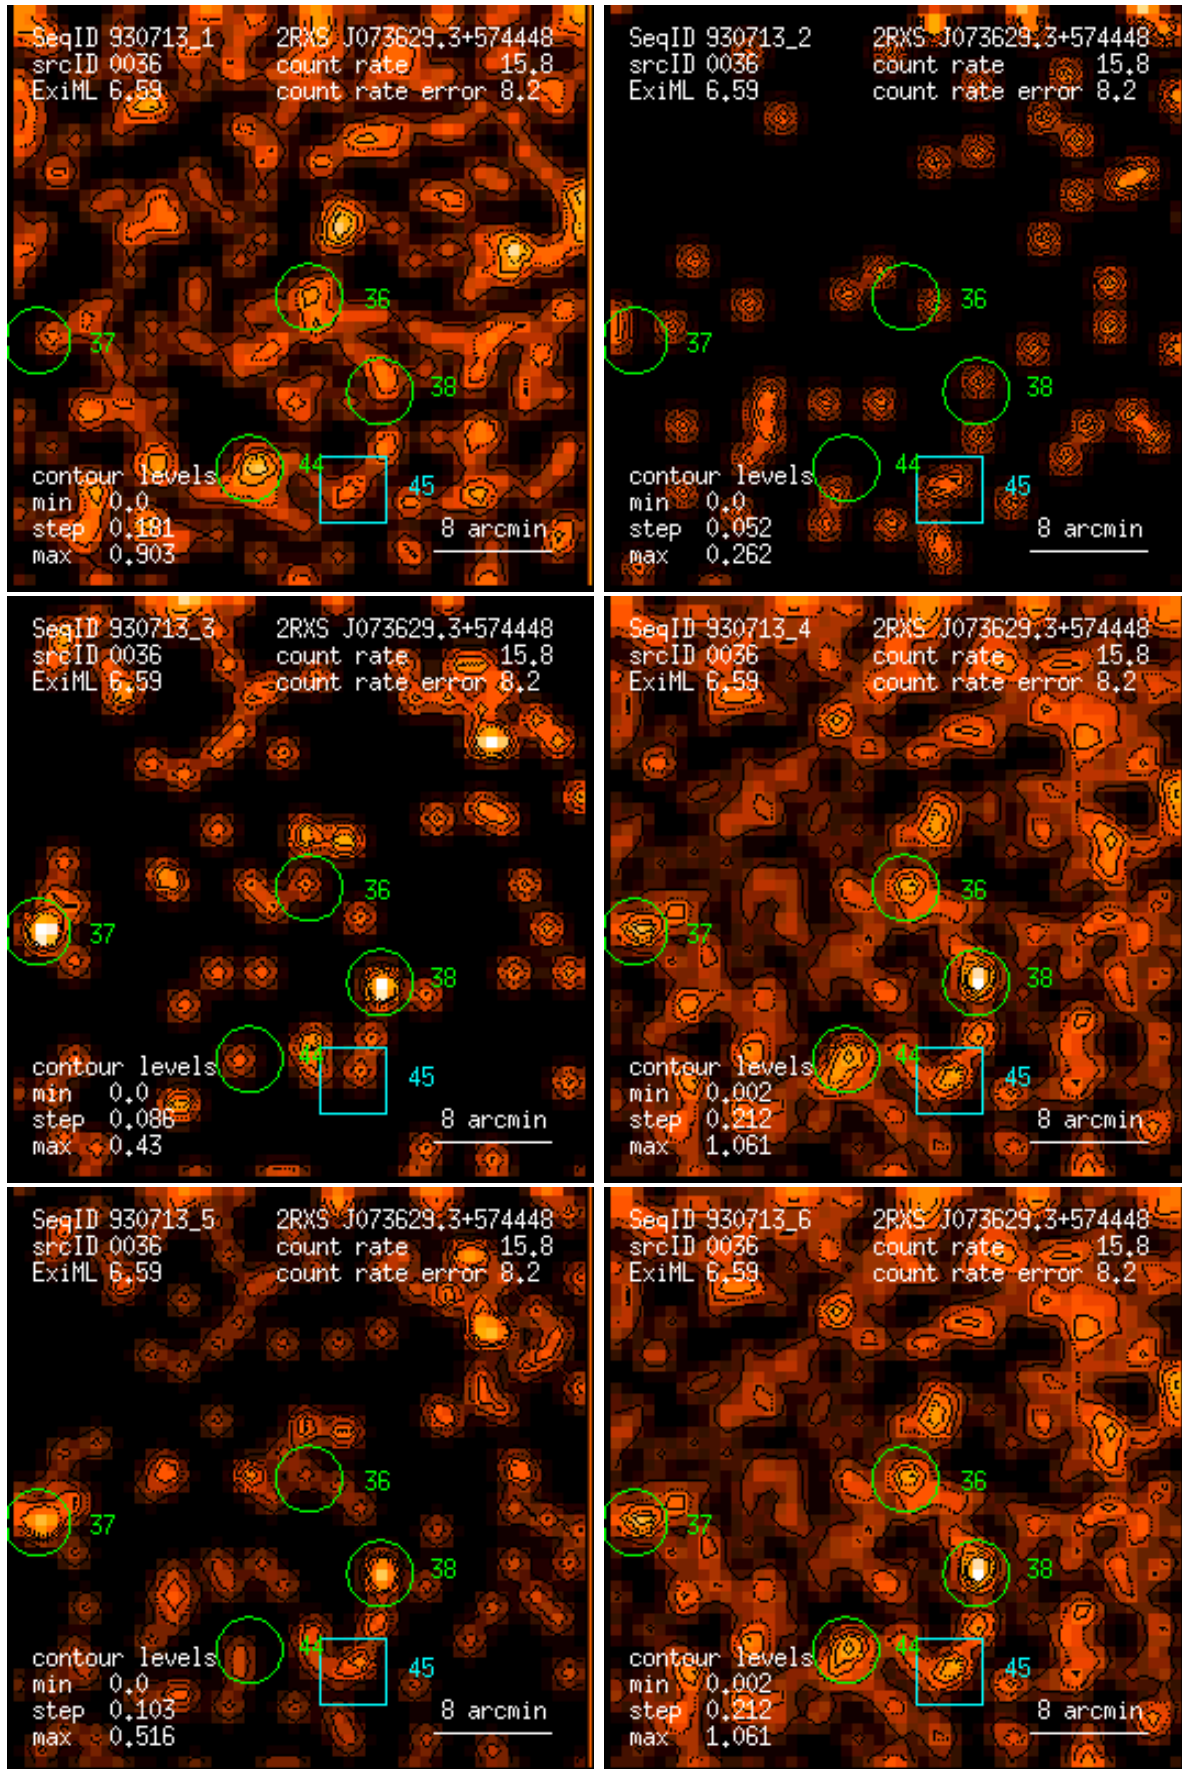 SeqID 930713_1 2RXS J073629.3+574448
srcID 0036 count rate 15.8
ExiML 6.59 count rate error 8.2
36
37
38
44
contour levels
45
min 0.0
step 0.181 8 arcmin
max 0.903
SeqID 930713_2 2RXS J073629.3+574448
srcID 0036 count rate 15.8
ExiML 6.59 count rate error 8.2
36
37
38
44
contour levels
45
min 0.0
step 0.052 8 arcmin
max 0.262
SeqID 930713_3 2RXS J073629.3+574448
srcID 0036 count rate 15.8
ExiML 6.59 count rate error 8.2
36
37
38
44
contour levels
45
min 0.0
step 0.086 8 arcmin
max 0.43
SeqID 930713_4 2RXS J073629.3+574448
srcID 0036 count rate 15.8
ExiML 6.59 count rate error 8.2
36
37
38
44
contour levels
45
min 0.002
step 0.212 8 arcmin
max 1.061
SeqID 930713_5 2RXS J073629.3+574448
srcID 0036 count rate 15.8
ExiML 6.59 count rate error 8.2
36
37
38
44
contour levels
45
min 0.0
step 0.103 8 arcmin
max 0.516
SeqID 930713_6 2RXS J073629.3+574448
srcID 0036 count rate 15.8
ExiML 6.59 count rate error 8.2
36
37
38
44
contour levels
45
min 0.002
step 0.212 8 arcmin
max 1.061